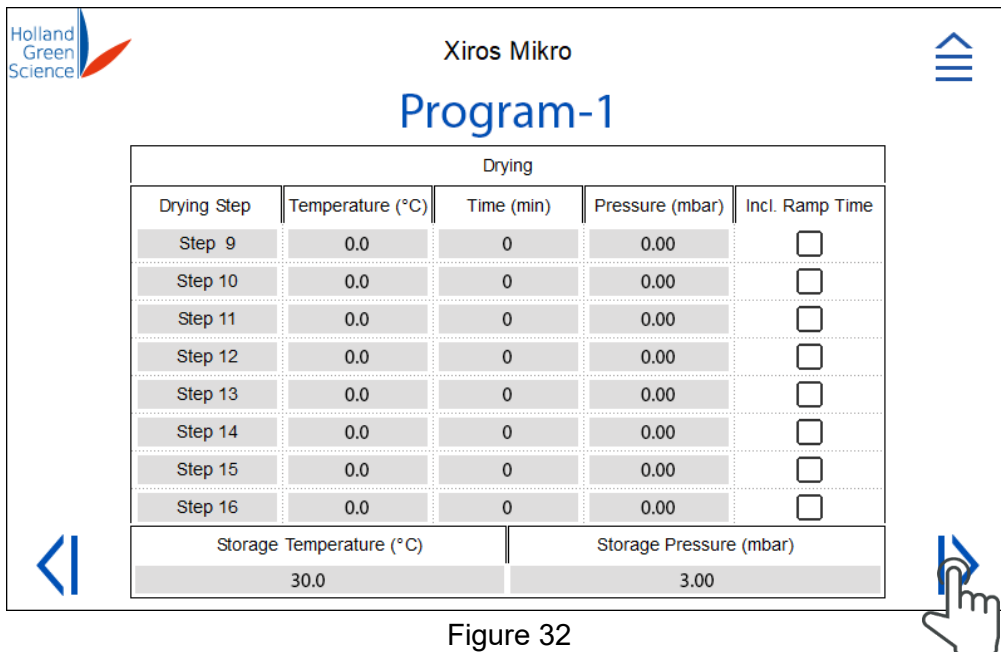 Holland
Green
Science
Xiros Mikro
Program-1
Drying
Drying Step Temperature (°C) Time (min) Pressure (mbar) Incl. Ramp Time
Step 9 0.0 0 0.00
Step 10 0.0 0 0.00
Step 11 0.0 0 0.00
Step 12 0.0 0 0.00
Step 13 0.0 0 0.00
Step 14 0.0 0 0.00
Step 15 0.0 0 0.00
Step 16 0.0 0 0.00
Storage Temperature (°C) Storage Pressure (mbar)
30.0 3.00
Figure 32